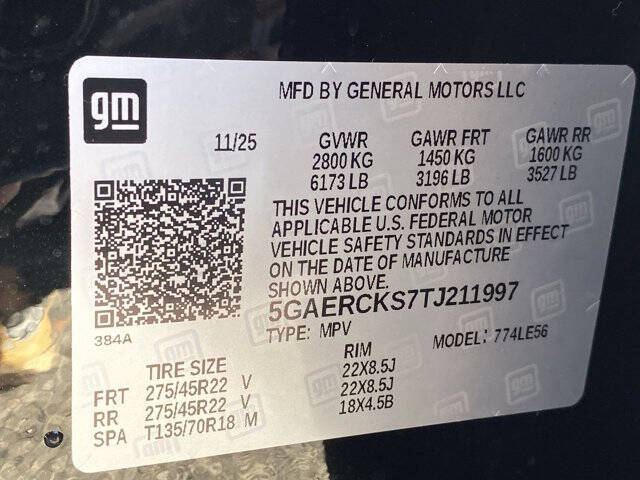 gm
MFD BY GENERAL MOTORS LLC
11/25 GVWR GAWR FRT GAWR RR
2800 KG 1450 KG 1600 KG
6173 LB 3196 LB 3527 LB
THIS VEHICLE CONFORMS TO ALL
APPLICABLE U.S. FEDERAL MOTOR
VEHICLE SAFETY STANDARDS IN EFFECT
ON THE DATE OF MANUFACTURE
SHOWN ABOVE.
5GAERCKS7TJ211997
384A
TYPE: MPV MODEL: 774LE56
TIRE SIZE RIM
FRT 275/45R22 V 22X8.5J
RR 275/45R22 V 22X8.5J
SPA T135/70R18 M 18X4.5B